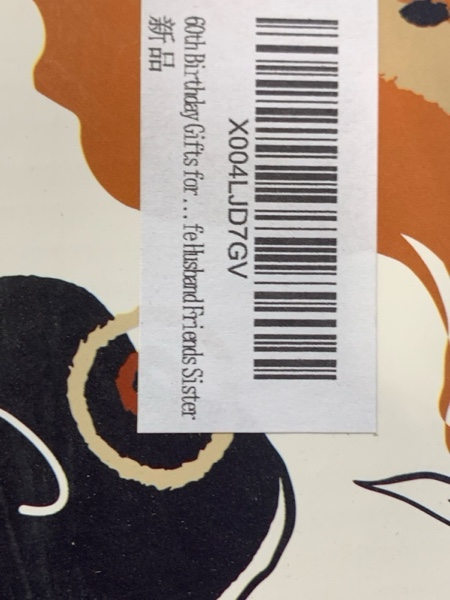 X004LJD7GV
60th Birthday Gifts for ... fe Husband Friends Sister
新品